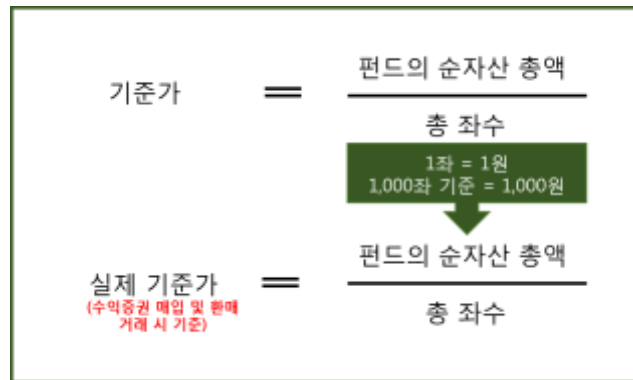 펀드의 순자산 총액
기준가 =
총 좌수
1좌 = 1원
1,000좌 기준 = 1,000원
펀드의 순자산 총액
실제 기준가 =
(수익증권 매입 및 환매
거래 시 기준)
총 좌수